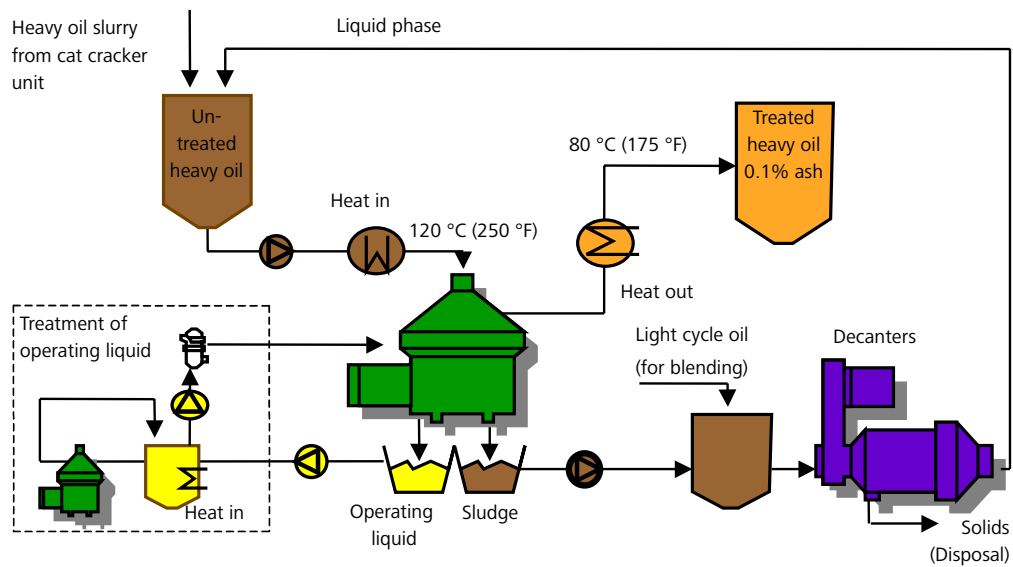 Heavy oil slurry
from cat cracker
unit
Liquid phase
Un-
treated
heavy oil
Heat in
120 °C (250 °F)
80 °C (175 °F)
Treated
heavy oil
0.1% ash
Heat out
Treatment of
operating liquid
Light cycle oil
(for blending)
Decanters
Heat in
Operating
liquid
Sludge
Solids
(Disposal)